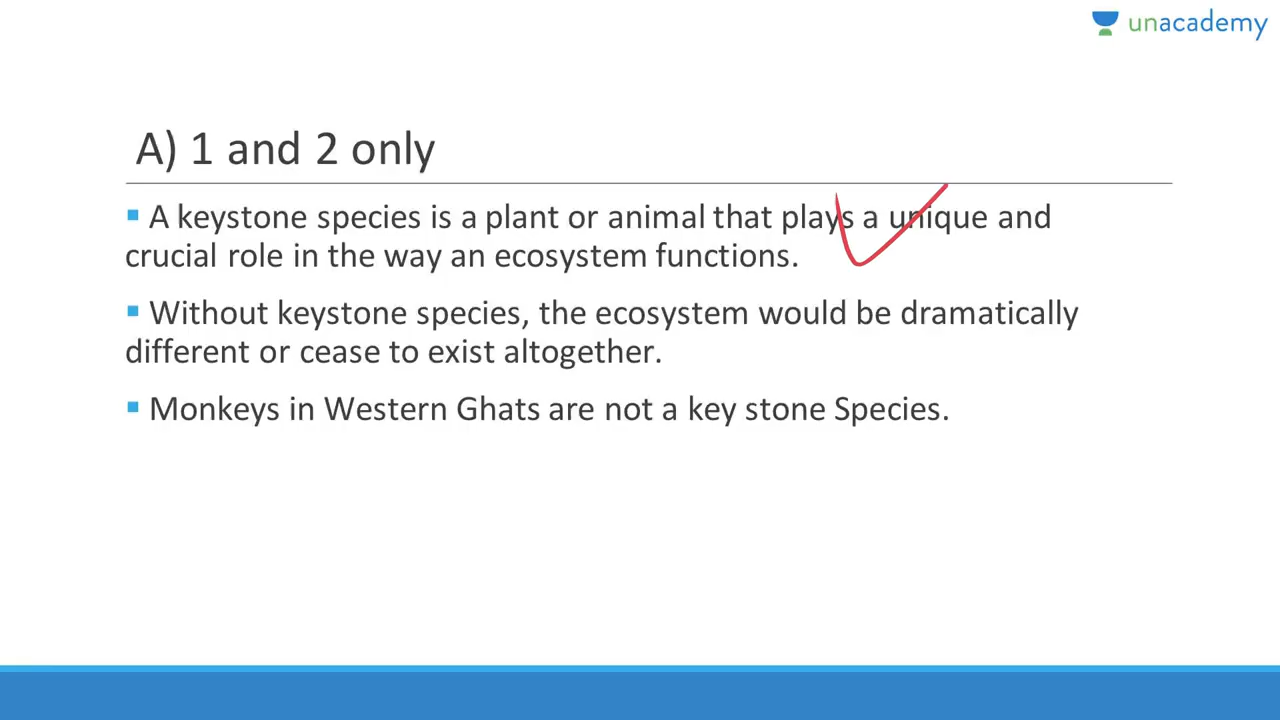 unacademy
A) 1 and 2 only
▪ A keystone species is a plant or animal that plays a unique and
crucial role in the way an ecosystem functions.
▪ Without keystone species, the ecosystem would be dramatically
different or cease to exist altogether.
▪ Monkeys in Western Ghats are not a key stone Species.